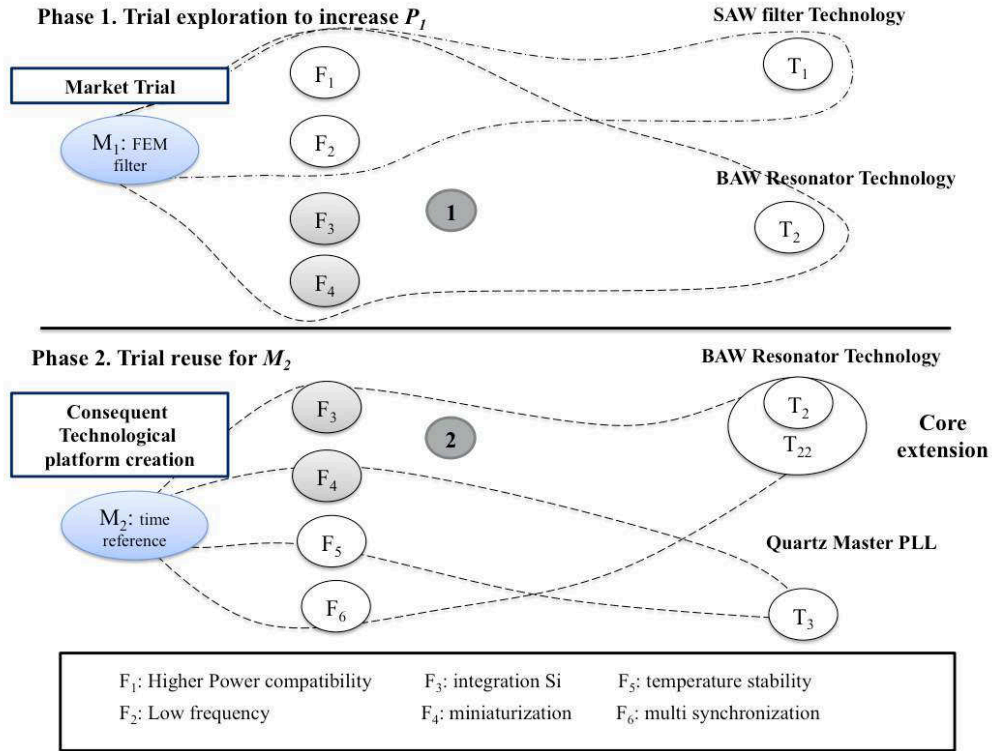 Phase 1. Trial exploration to increase P1
SAW filter Technology
Market Trial
F1
T1
M1: FEM
filter
F2
BAW Resonator Technology
F3
1
T2
F4
Phase 2. Trial reuse for M2
BAW Resonator Technology
Consequent
Technological
platform creation
F3
2
T2
T22
Core
extension
F4
M2: time
reference
F5
Quartz Master PLL
F6
T3
F1: Higher Power compatibility F3: integration Si F5: temperature stability
F2: Low frequency F4: miniaturization F6: multi synchronization